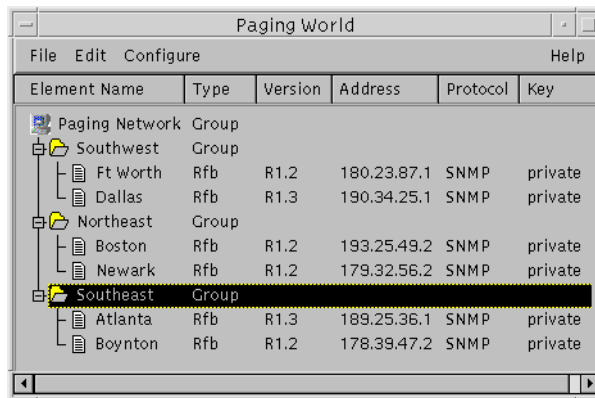 Paging World
File Edit Configure Help
Element Name Type Version Address Protocol Key
Paging Network Group
Southwest Group
Ft Worth Rfb R1.2 180.23.87.1 SNMP private
Dallas Rfb R1.3 190.34.25.1 SNMP private
Northeast Group
Boston Rfb R1.2 193.25.49.2 SNMP private
Newark Rfb R1.2 179.32.56.2 SNMP private
Southeast Group
Atlanta Rfb R1.3 189.25.36.1 SNMP private
Boynton Rfb R1.2 178.39.47.2 SNMP private